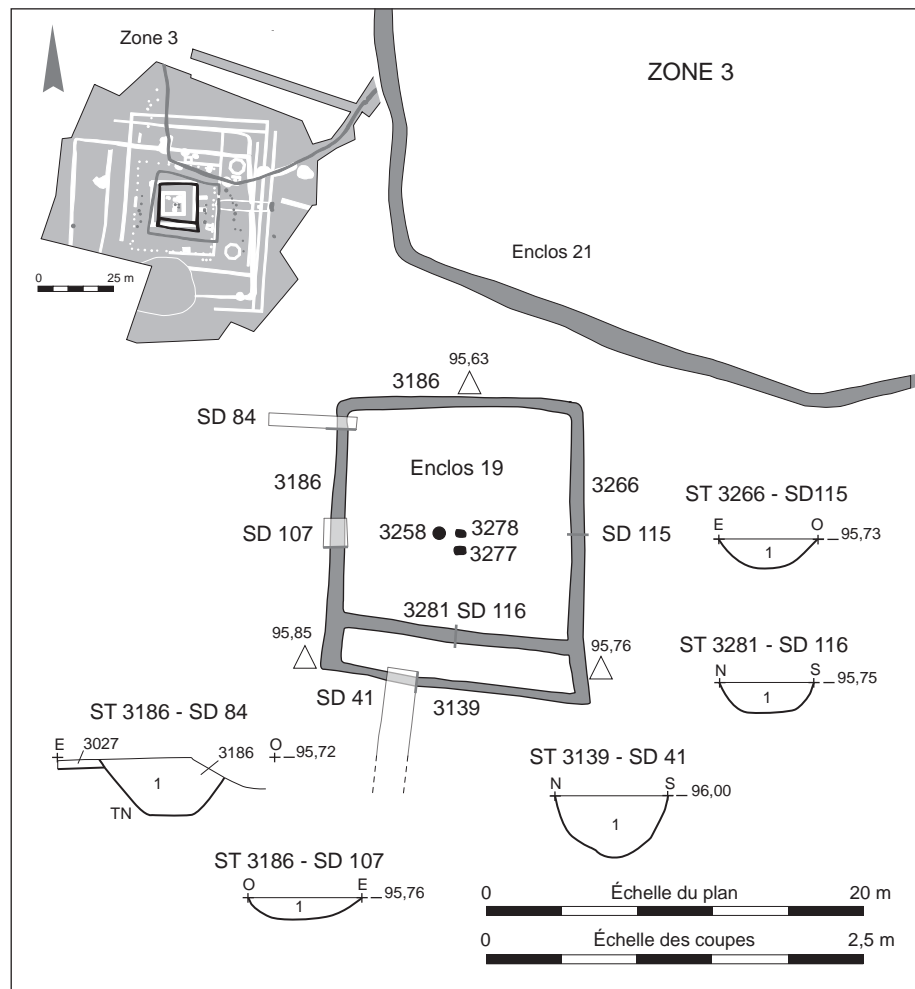 Zone 3
ZONE 3
0 25 m
Enclos 21
95,63
3186
SD 84
Enclos 19
3186
3266
ST 3266 - SD115
E O
95,73
1
SD 107
3258
3278
3277
SD 115
3281 SD 116
95,85
95,76
ST 3281 - SD 116
N S
95,75
1
SD 41
3139
ST 3186 - SD 84
E O
3027
3186
95,72
1
TN
ST 3139 - SD 41
N S
96,00
1
ST 3186 - SD 107
O E
95,76
1
0 Échelle du plan 20 m
0 Échelle des coupes 2,5 m